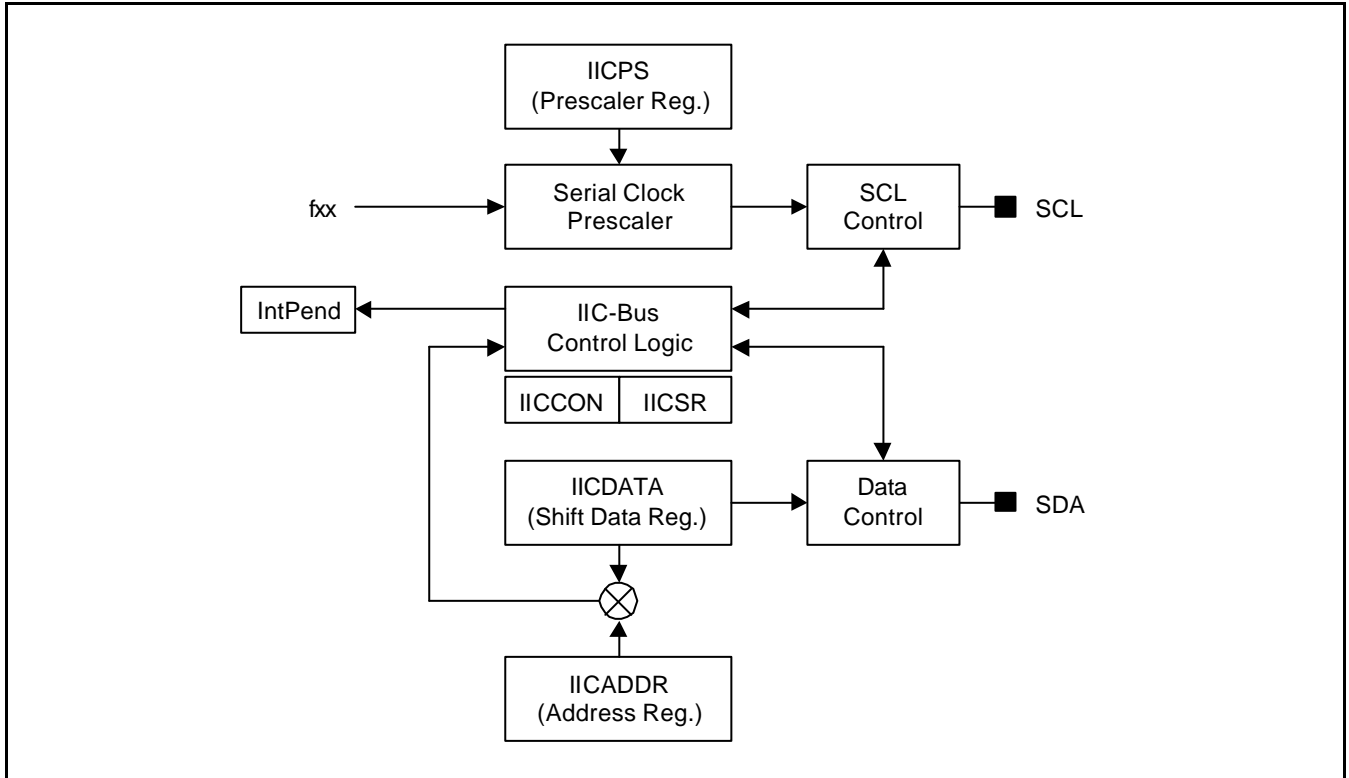 IICPS
(Prescaler Reg.)
fxx
Serial Clock
Prescaler
SCL
Control
SCL
IntPend
IIC-Bus
Control Logic
IICCON
IICSR
IICDATA
(Shift Data Reg.)
Data
Control
SDA
IICADDR
(Address Reg.)